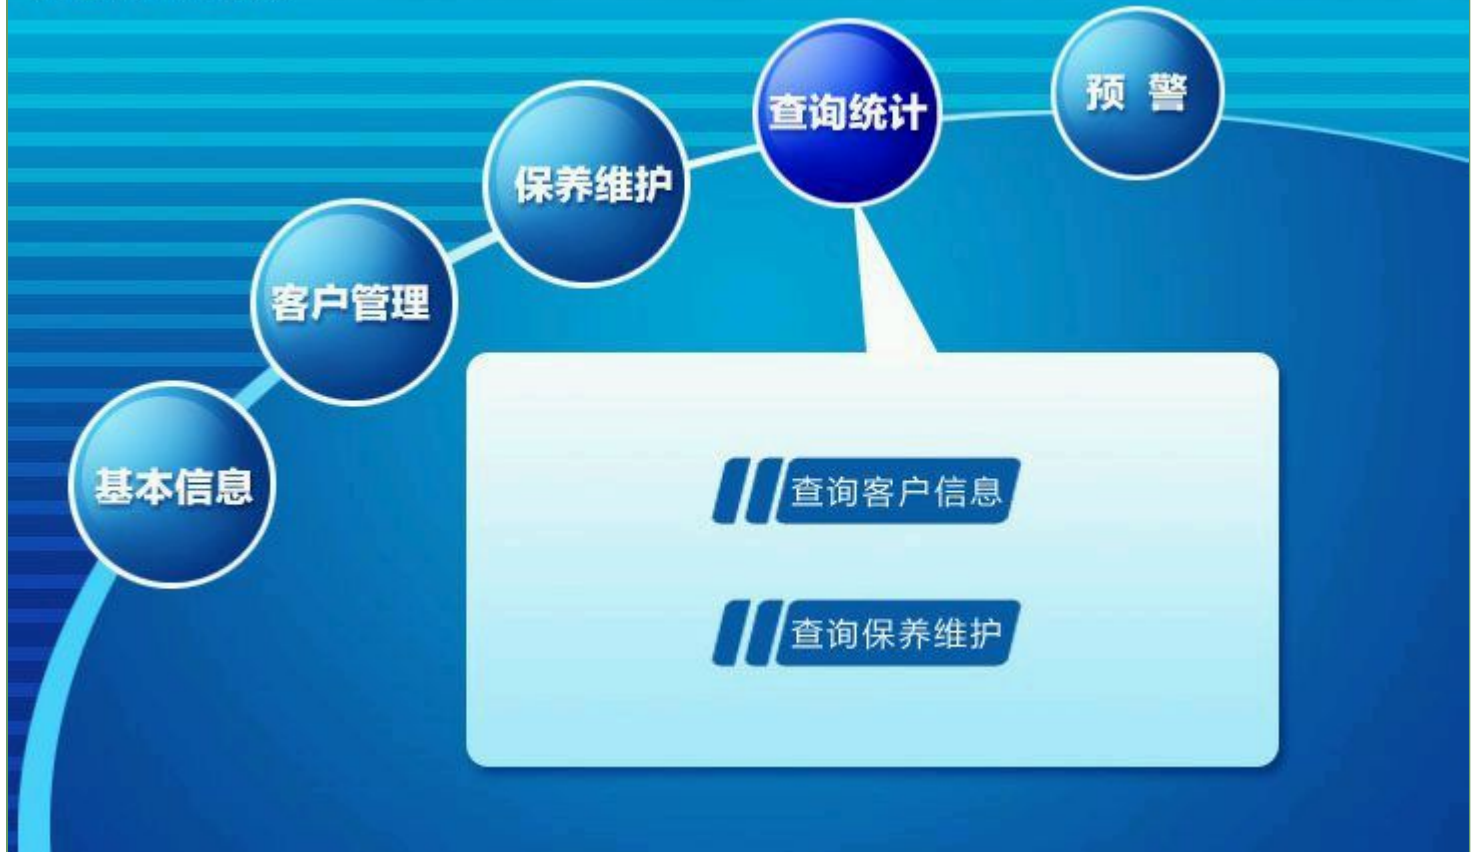 预 警
查询统计
保养维护
客户管理
基本信息
查询客户信息
查询保养维护